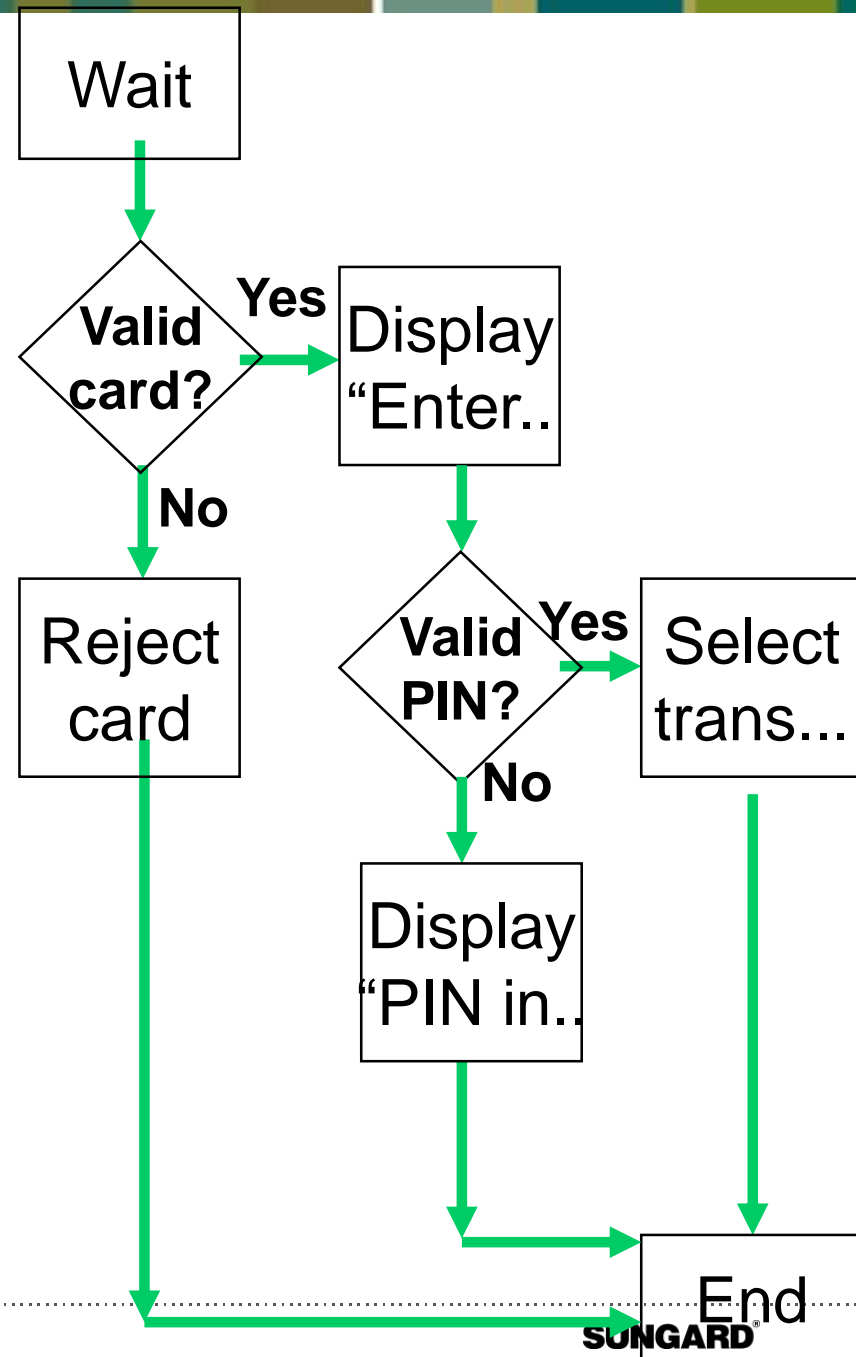 Wait
Valid
card?
Yes
Display
“Enter..
No
Reject
card
Valid
PIN?
Yes
Select
trans...
No
Display
“PIN in..
End
SUNGARD®